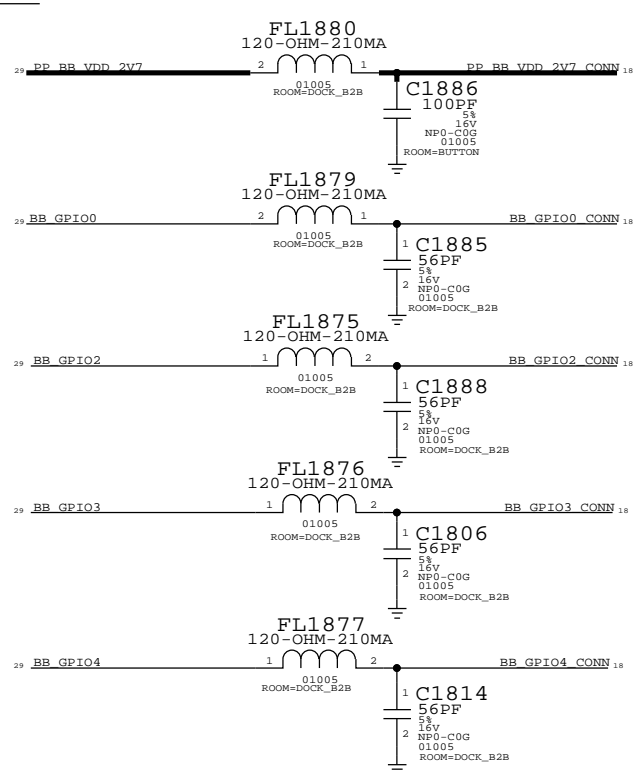 FL1880
120-OHM-210MA
29 PP_BB_VDD_2V7 2 1 PP_BB_VDD_2V7_CONN 18
01005
ROOM=DOCK_B2B
C1886
100PF
5%
16V
NP0-C0G
01005
ROOM=BUTTON
FL1879
120-OHM-210MA
29 BB_GPIO0 2 1 BB_GPIO0_CONN 18
01005
ROOM=DOCK_B2B
1 C1885
56PF
5%
2 16V
NP0-C0G
01005
ROOM=DOCK_B2B
FL1875
120-OHM-210MA
29 BB_GPIO2 1 2 BB_GPIO2_CONN 18
01005
ROOM=DOCK_B2B
1 C1888
56PF
5%
16V
2 NP0-C0G
01005
ROOM=DOCK_B2B
FL1876
120-OHM-210MA
29 BB_GPIO3 1 2 BB_GPIO3_CONN 18
01005
ROOM=DOCK_B2B
1 C1806
56PF
5%
16V
2 NP0-C0G
01005
ROOM=DOCK_B2B
FL1877
120-OHM-210MA
29 BB_GPIO4 1 2 BB_GPIO4_CONN 18
01005
ROOM=DOCK_B2B
1 C1814
56PF
5%
16V
2 NP0-C0G
01005
ROOM=DOCK_B2B